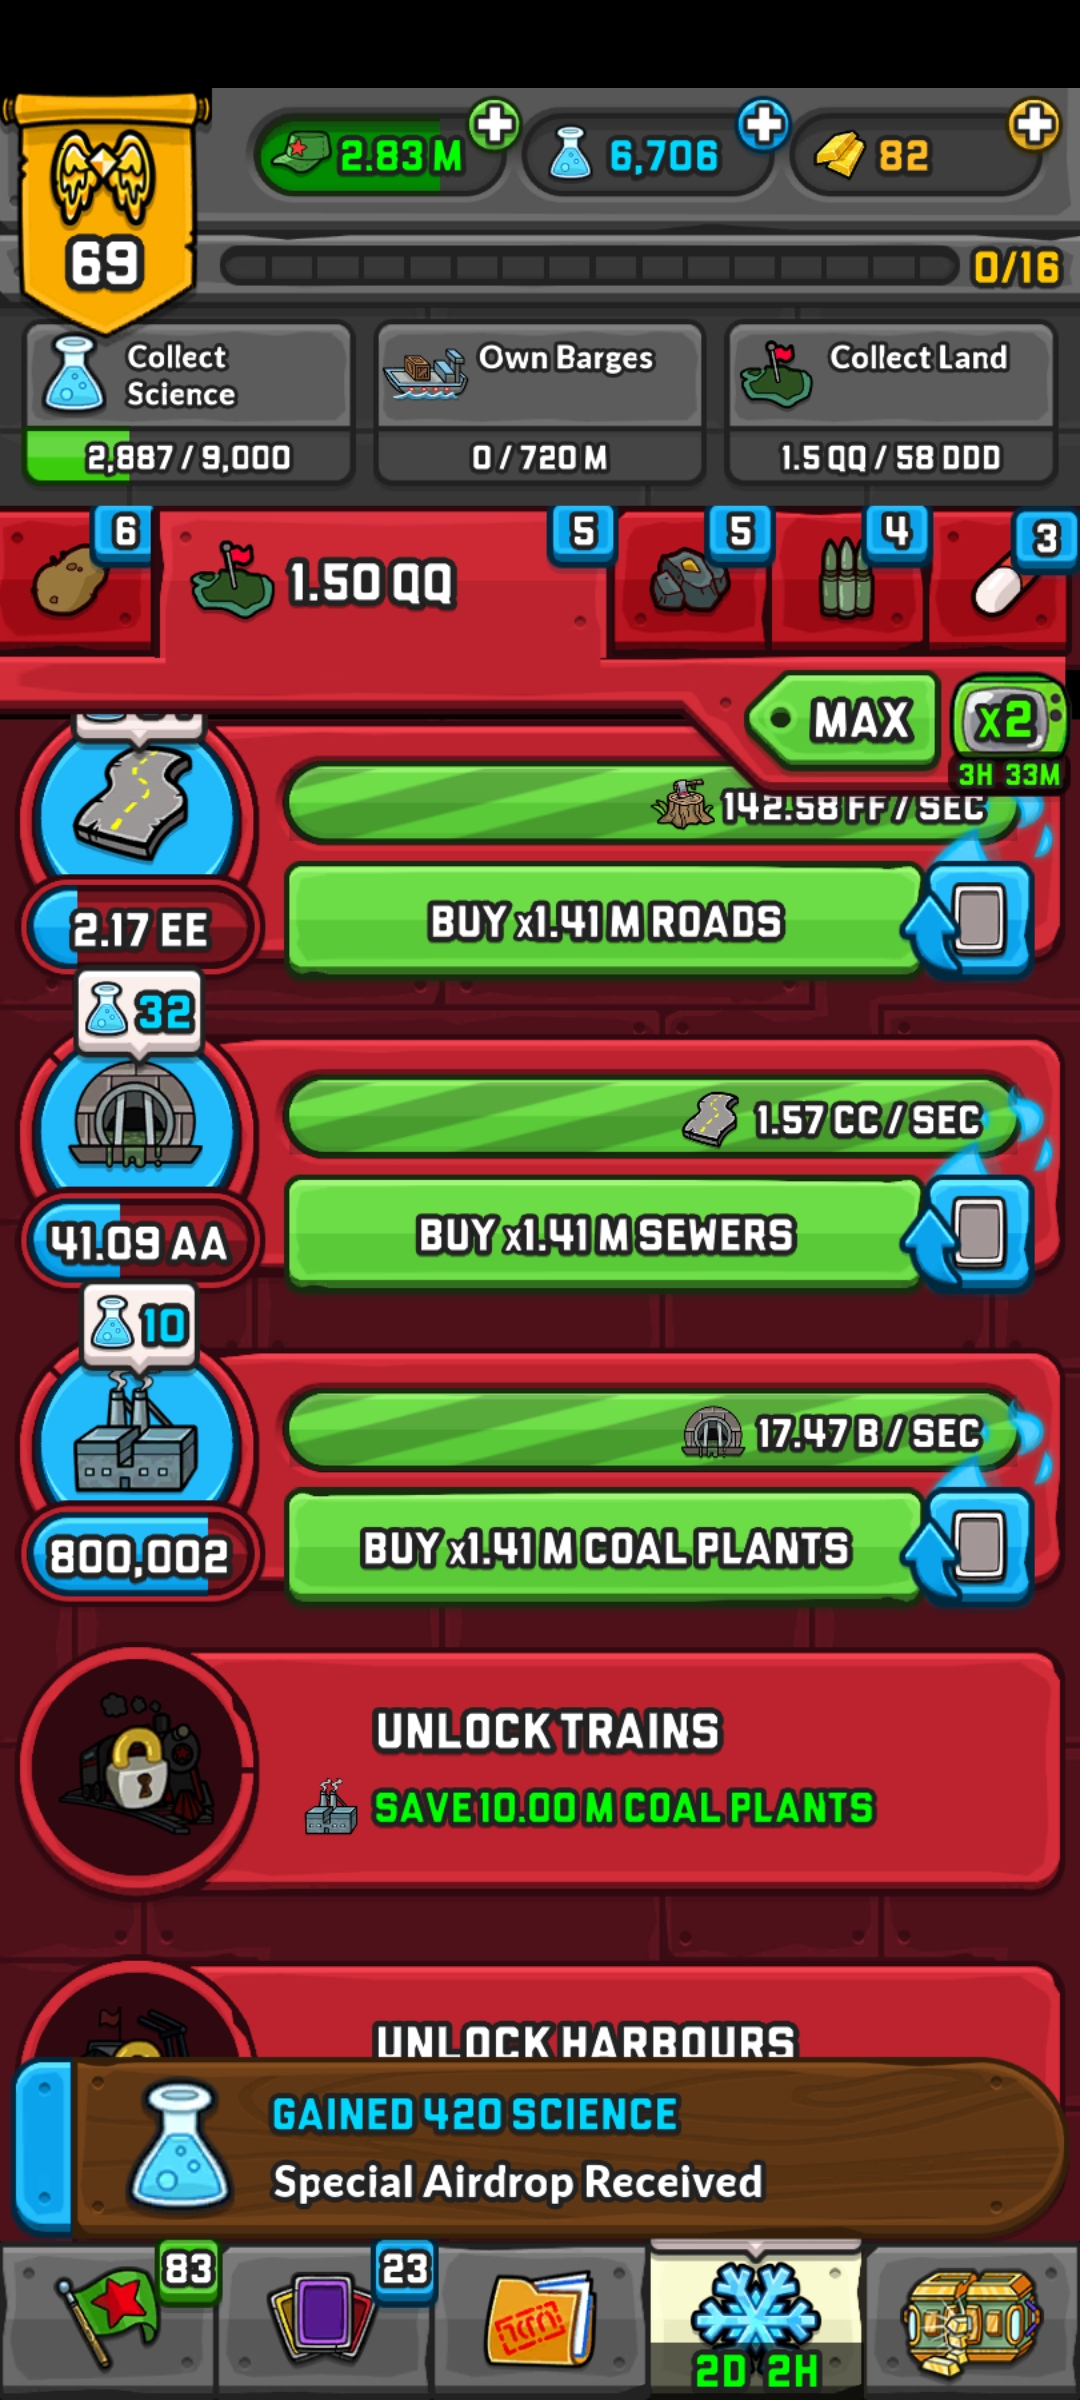 2.83 M
6,706
82
69
0/16
Collect
Science
2,887 / 9,000
Own Barges
0 / 720 M
Collect Land
1.5 QQ / 58 DDD
6
1.50 QQ
5
5
4
3
MAX
x2
3H 33M
142.58 FF / SEC
BUY x1.41 M ROADS
2.17 EE
32
1.57 CC / SEC
BUY x1.41 M SEWERS
41.09 AA
10
17.47 B / SEC
BUY x1.41 M COAL PLANTS
800,002
UNLOCK TRAINS
SAVE 10.00 M COAL PLANTS
UNLOCK HARBOURS
GAINED 420 SCIENCE
Special Airdrop Received
83
23
2D 2H